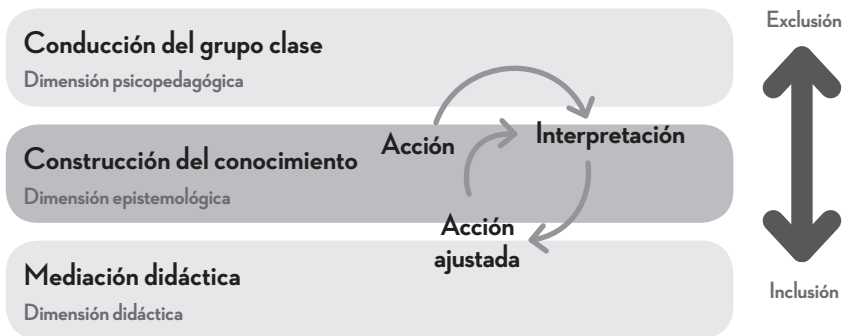 Exclusión
Conducción del grupo clase
Dimensión psicopedagógica
Acción
Interpretación
Construcción del conocimiento
Dimensión epistemológica
Acción
ajustada
Mediación didáctica
Dimensión didáctica
Inclusión